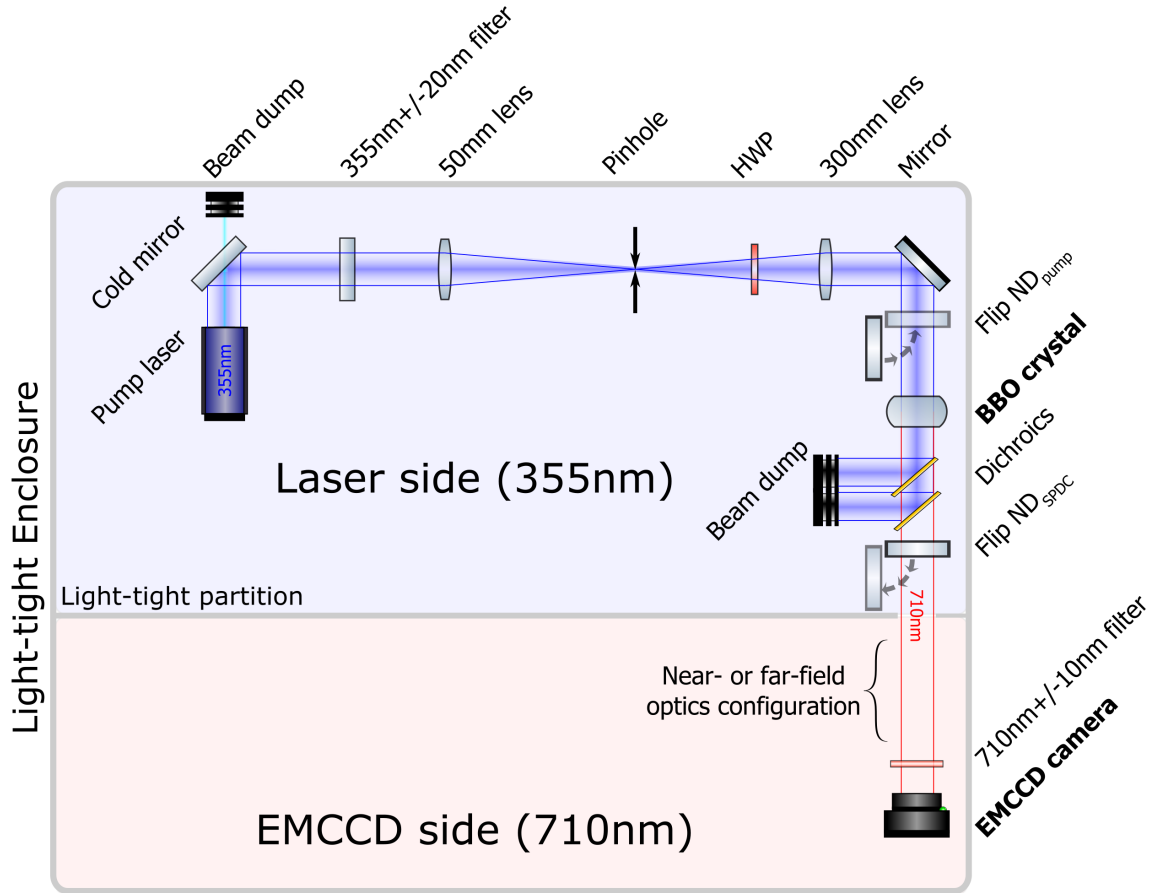 Beam dump
355nm+/-20nm filter
50mm lens
Pinhole
HWP
300mm lens
Mirror
Cold mirror
Pump laser
355nm
Flip ND pump
BBO crystal
Dichroics
Flip ND SPDC
Beam dump
Laser side (355nm)
Light-tight Enclosure
Light-tight partition
710nm
Near- or far-field
optics configuration
710nm+/-10nm filter
EMCCD camera
EMCCD side (710nm)